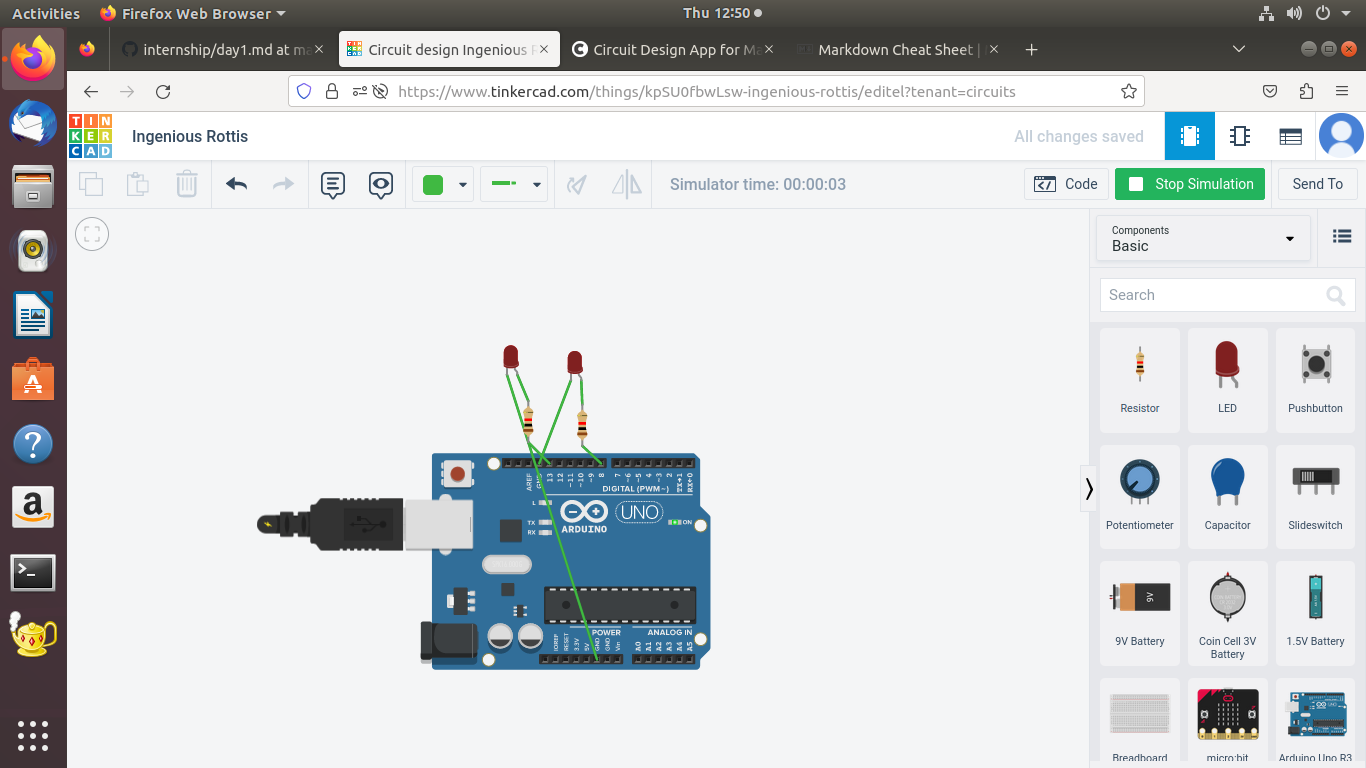 Activities
Firefox Web Browser
Thu 12:50
internship/day1.md at ma
Circuit design Ingenious R
Circuit Design App for Ma
Markdown Cheat Sheet |
https://www.tinkercad.com/things/kpSU0fbwLsw-ingenious-rottis/editel?tenant=circuits
TIN
KER
CAD
Ingenious Rottis
All changes saved
Simulator time: 00:00:03
Code
Stop Simulation
Send To
Components
Basic
Search
Resistor
LED
Pushbutton
Potentiometer
Capacitor
Slideswitch
9V
9V Battery
Coin Cell 3V
Battery
1.5V Battery
Breadboard
micro:bit
Arduino Uno R3
AREF
GND
13
12
~11
~10
~9
8
7
~6
~5
4
~3
2
TX→1
RX←0
DIGITAL (PWM~)
L
TX
RX
ARDUINO
UNO
ON
POWER
ANALOG IN
IOREF
RESET
3.3V
5V
GND
GND
Vin
A0
A1
A2
A3
A4
A5